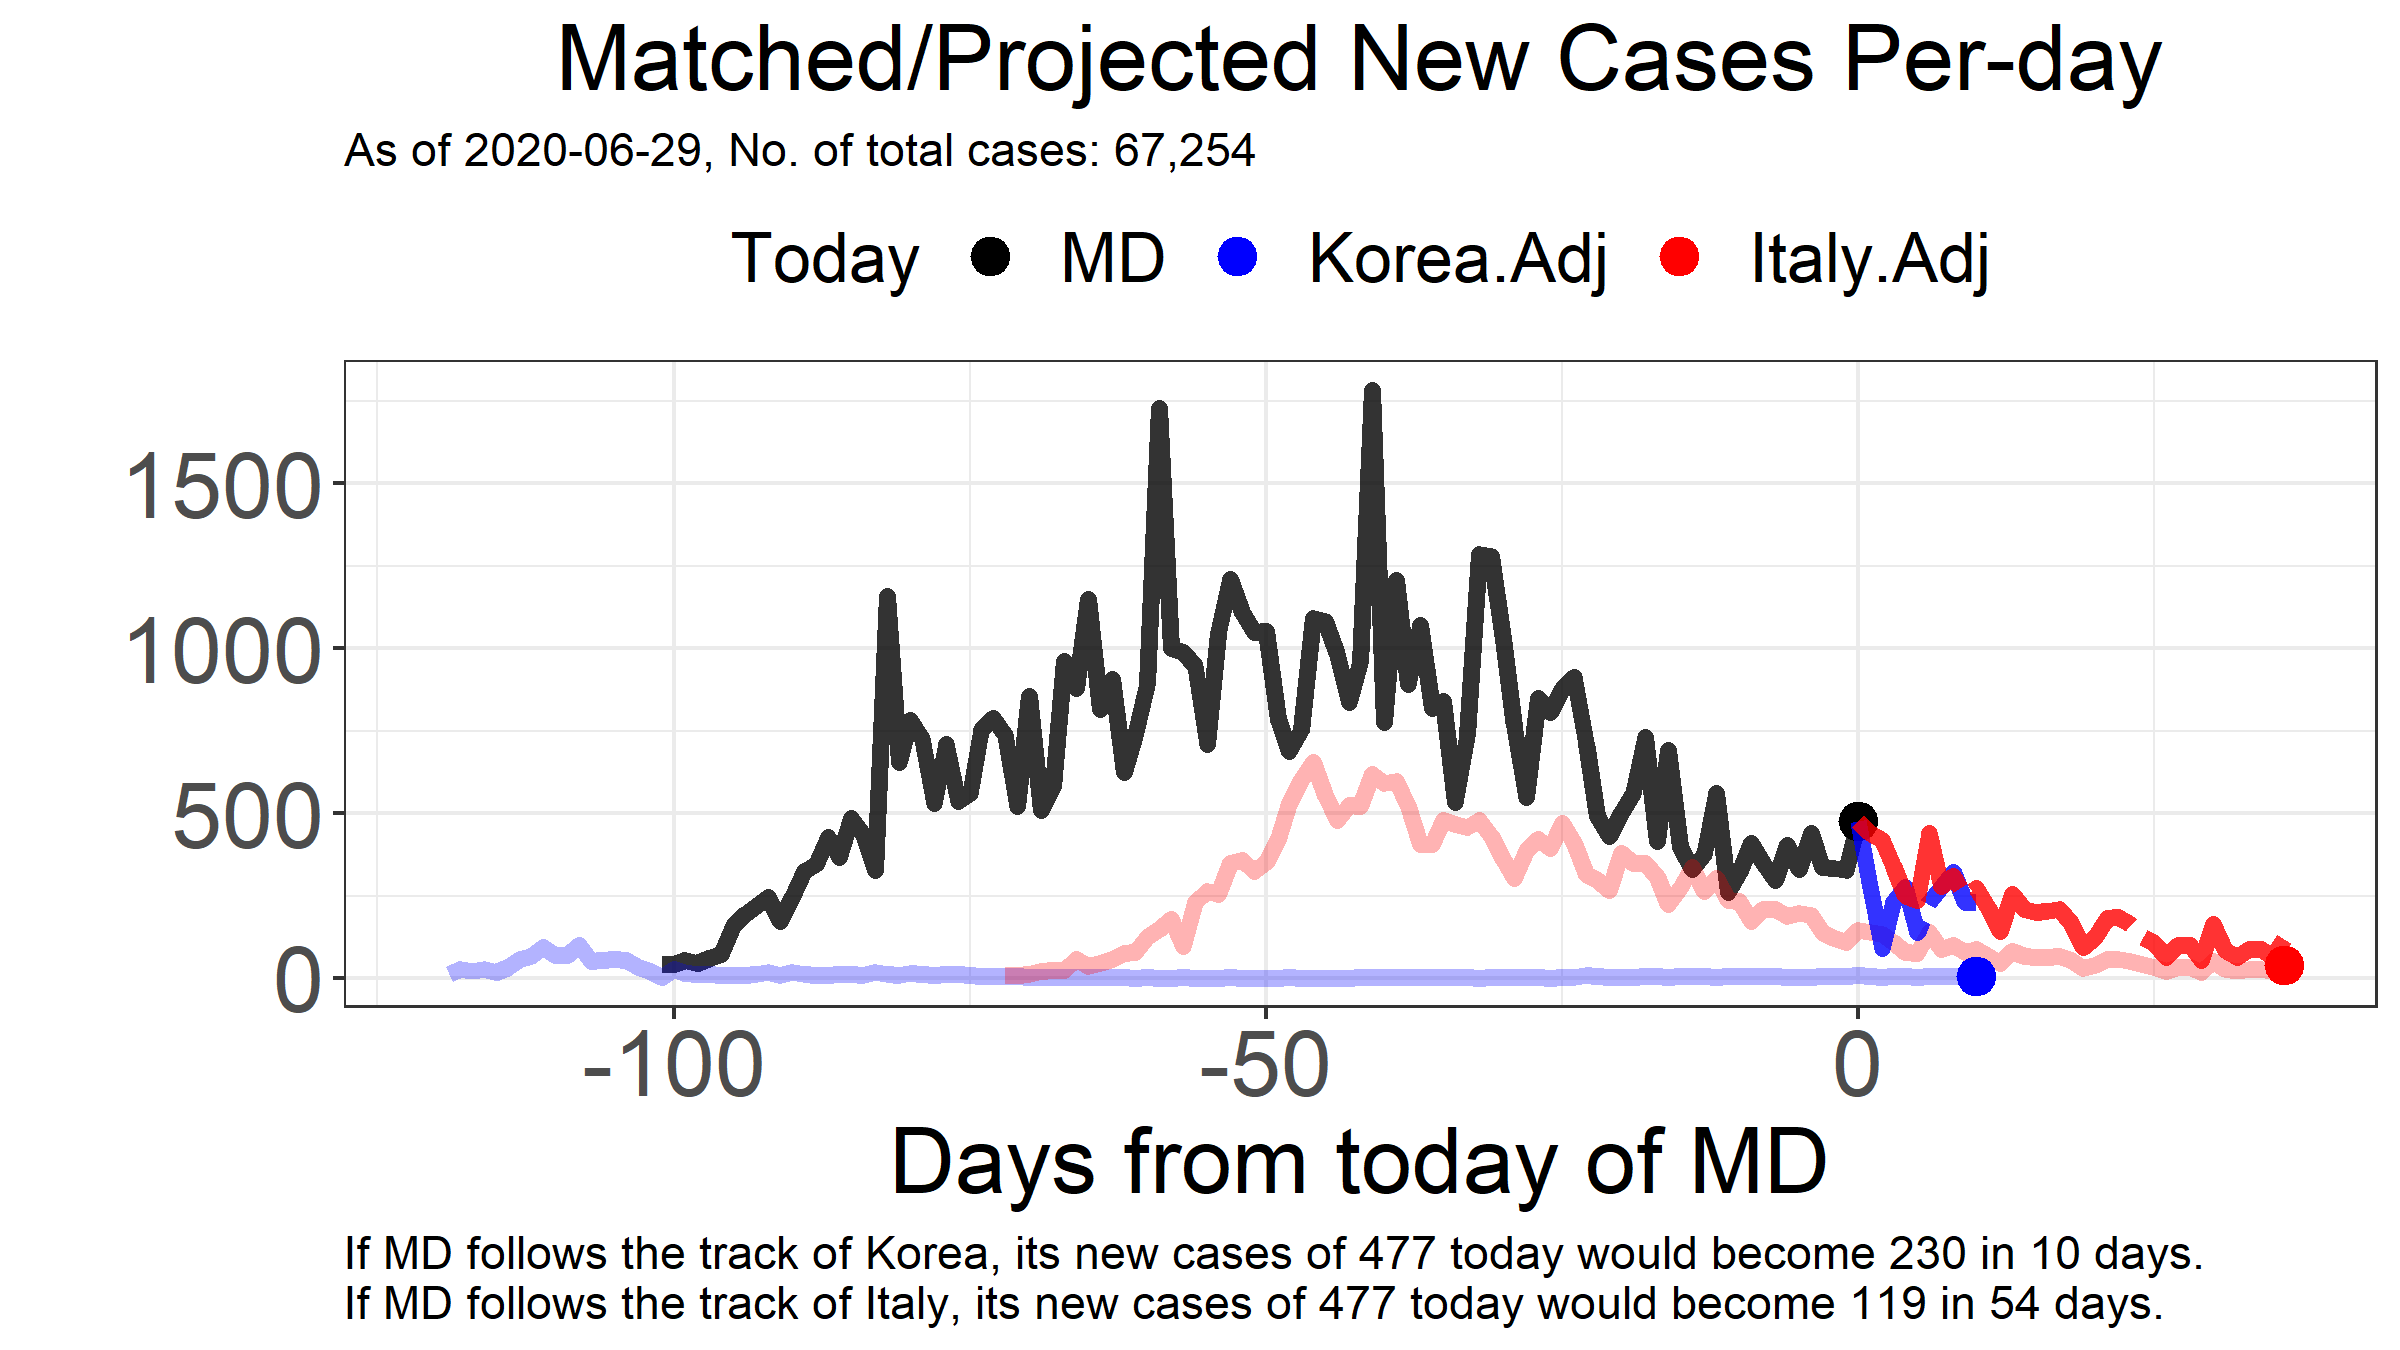 Matched/Projected New Cases Per-day
As of 2020-06-29, No. of total cases: 67,254
Today MD Korea.Adj Italy.Adj
1500
1000
500
0
-100 -50 0
Days from today of MD
If MD follows the track of Korea, its new cases of 477 today would become 230 in 10 days.
If MD follows the track of Italy, its new cases of 477 today would become 119 in 54 days.